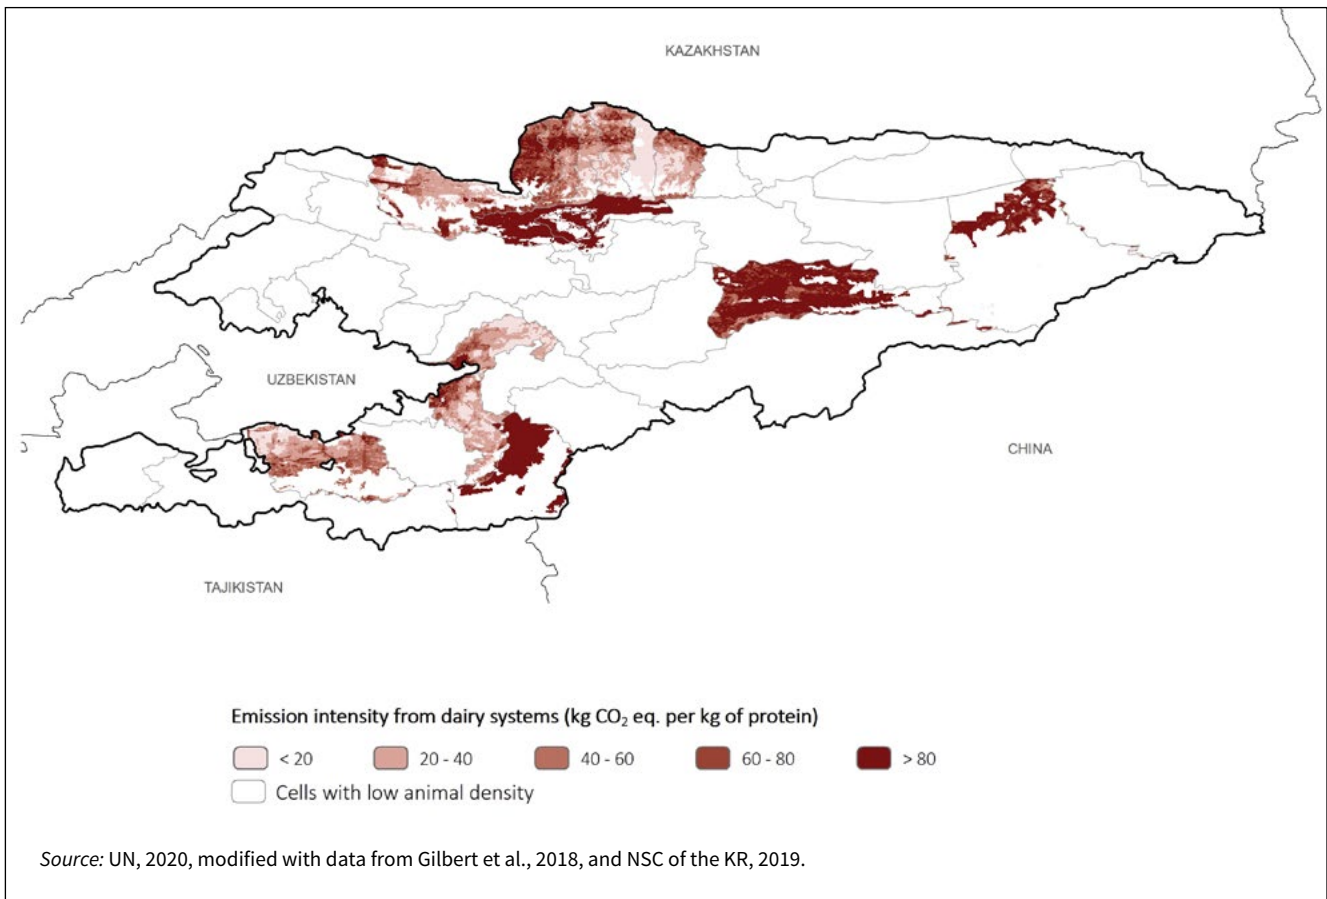 KAZAKHSTAN
UZBEKISTAN
CHINA
TAJIKISTAN
Emission intensity from dairy systems (kg CO₂ eq. per kg of protein)
< 20 20 - 40 40 - 60 60 - 80 > 80
Cells with low animal density
Source: UN, 2020, modified with data from Gilbert et al., 2018, and NSC of the KR, 2019.